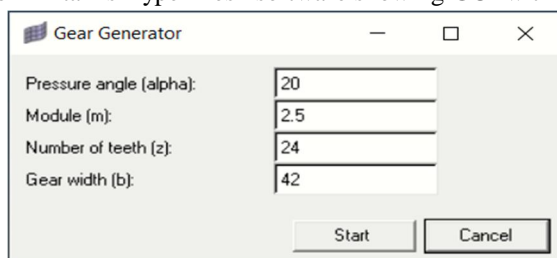 Gear Generator
Pressure angle (alpha): 20
Module (m): 2.5
Number of teeth (z): 24
Gear width (b): 42
Start Cancel